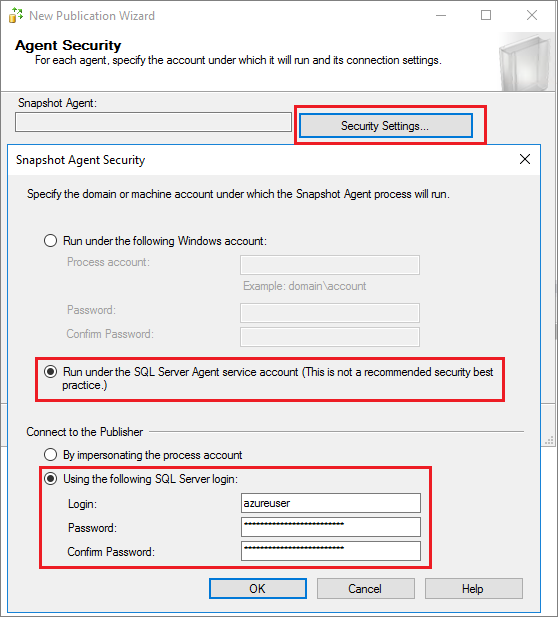 New Publication Wizard
Agent Security
For each agent, specify the account under which it will run and its connection settings.
Snapshot Agent:
Security Settings...
Snapshot Agent Security
Specify the domain or machine account under which the Snapshot Agent process will run.
Run under the following Windows account:
Process account:
Example: domain\account
Password:
Confirm Password:
Run under the SQL Server Agent service account (This is not a recommended security best
practice.)
Connect to the Publisher
By impersonating the process account
Using the following SQL Server login:
Login: azureuser
Password: ************************
Confirm Password: ************************
OK Cancel Help